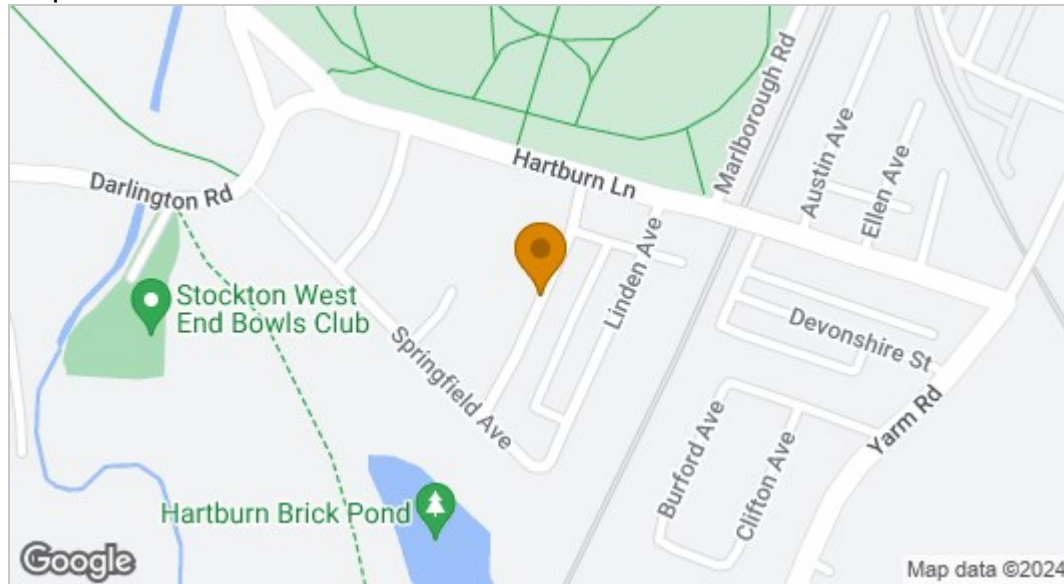 Marlborough Rd
Hartburn Ln
Austin Ave
Ellen Ave
Darlington Rd
Linden Ave
Stockton West
End Bowls Club
Springfield Ave
Devonshire St
Yarm Rd
Burford Ave
Clifton Ave
Hartburn Brick Pond
Google
Map data ©2024